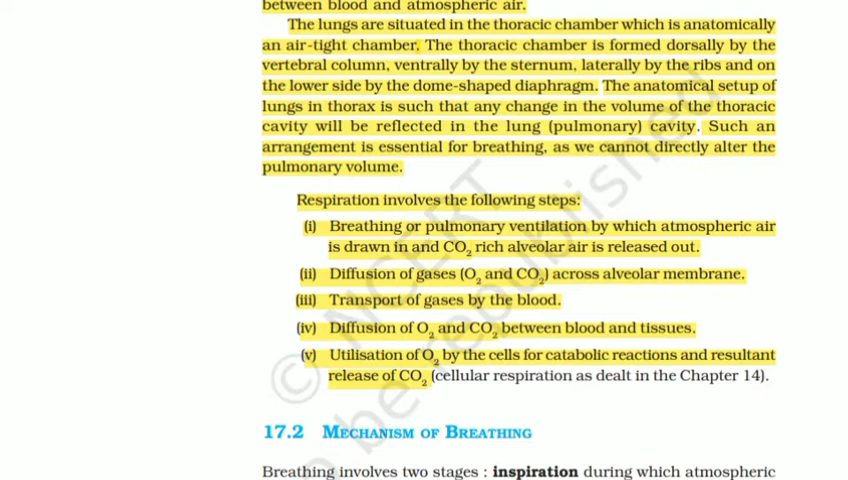 between blood and atmospheric air.
The lungs are situated in the thoracic chamber which is anatomically
an air-tight chamber. The thoracic chamber is formed dorsally by the
vertebral column, ventrally by the sternum, laterally by the ribs and on
the lower side by the dome-shaped diaphragm. The anatomical setup of
lungs in thorax is such that any change in the volume of the thoracic
cavity will be reflected in the lung (pulmonary) cavity. Such an
arrangement is essential for breathing, as we cannot directly alter the
pulmonary volume.
Respiration involves the following steps:
(i) Breathing or pulmonary ventilation by which atmospheric air
is drawn in and CO₂ rich alveolar air is released out.
(ii) Diffusion of gases (O₂ and CO₂) across alveolar membrane.
(iii) Transport of gases by the blood.
(iv) Diffusion of O₂ and CO₂ between blood and tissues.
(v) Utilisation of O₂ by the cells for catabolic reactions and resultant
release of CO₂ (cellular respiration as dealt in the Chapter 14).
17.2 MECHANISM OF BREATHING
Breathing involves two stages : inspiration during which atmospheric
© NCERT
be republished